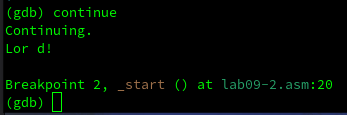 (gdb) continue
Continuing.
Lor d!
Breakpoint 2, _start () at lab09-2.asm:20
(gdb)